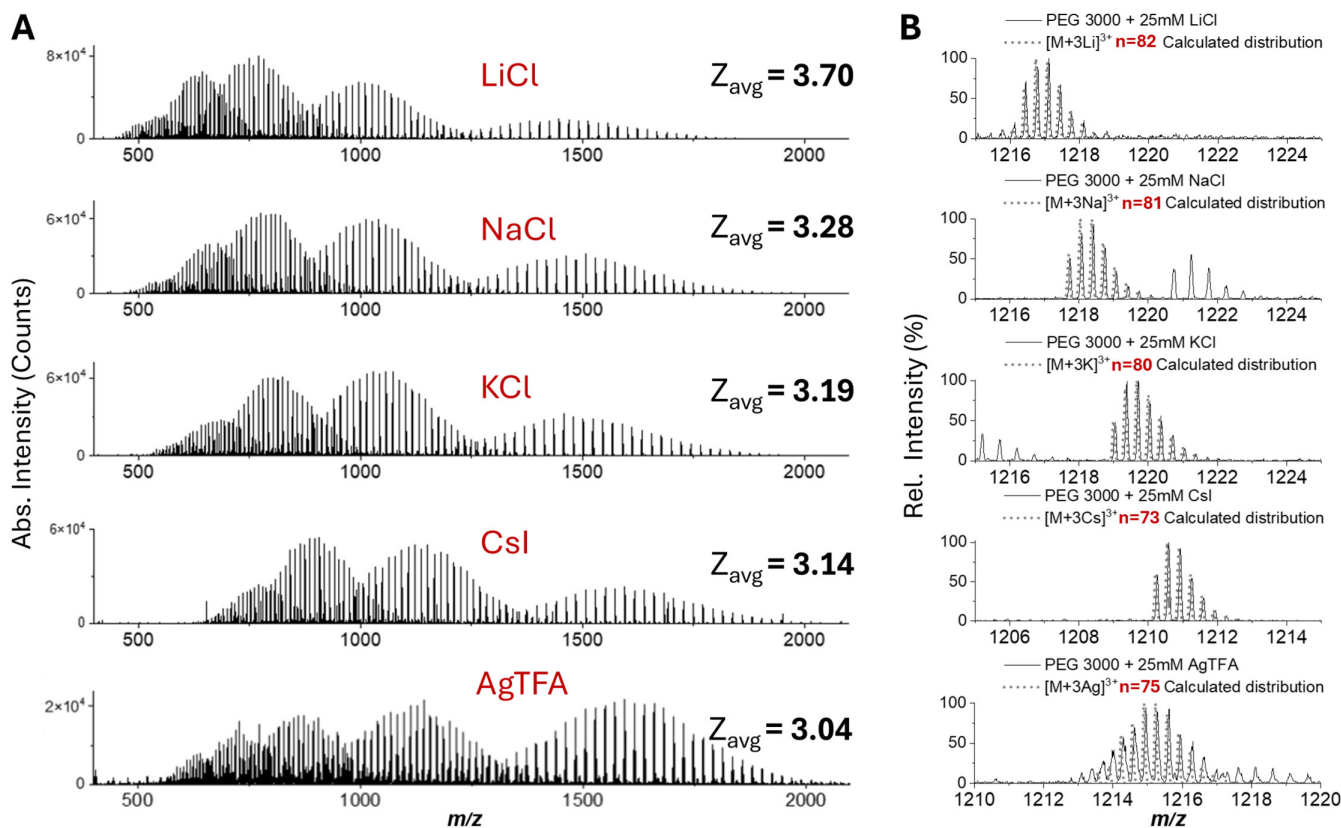 A
Abs. Intensity (Counts)
8×10⁴
0
LiCl
Zavg = 3.70
500 1000 1500 2000
6×10⁴
0
NaCl
Zavg = 3.28
500 1000 1500 2000
6×10⁴
0
KCl
Zavg = 3.19
500 1000 1500 2000
6×10⁴
0
CsI
Zavg = 3.14
500 1000 1500 2000
2×10⁴
0
AgTFA
Zavg = 3.04
500 1000 1500 2000
m/z
B
Rel. Intensity (%)
PEG 3000 + 25mM LiCl
[M+3Li]³⁺ n=82 Calculated distribution
100
50
0
1216 1218 1220 1222 1224
PEG 3000 + 25mM NaCl
[M+3Na]³⁺ n=81 Calculated distribution
100
50
0
1216 1218 1220 1222 1224
PEG 3000 + 25mM KCl
[M+3K]³⁺ n=80 Calculated distribution
100
50
0
1216 1218 1220 1222 1224
PEG 3000 + 25mM CsI
[M+3Cs]³⁺ n=73 Calculated distribution
100
50
0
1206 1208 1210 1212 1214
PEG 3000 + 25mM AgTFA
[M+3Ag]³⁺ n=75 Calculated distribution
100
50
0
1210 1212 1214 1216 1218 1220
m/z